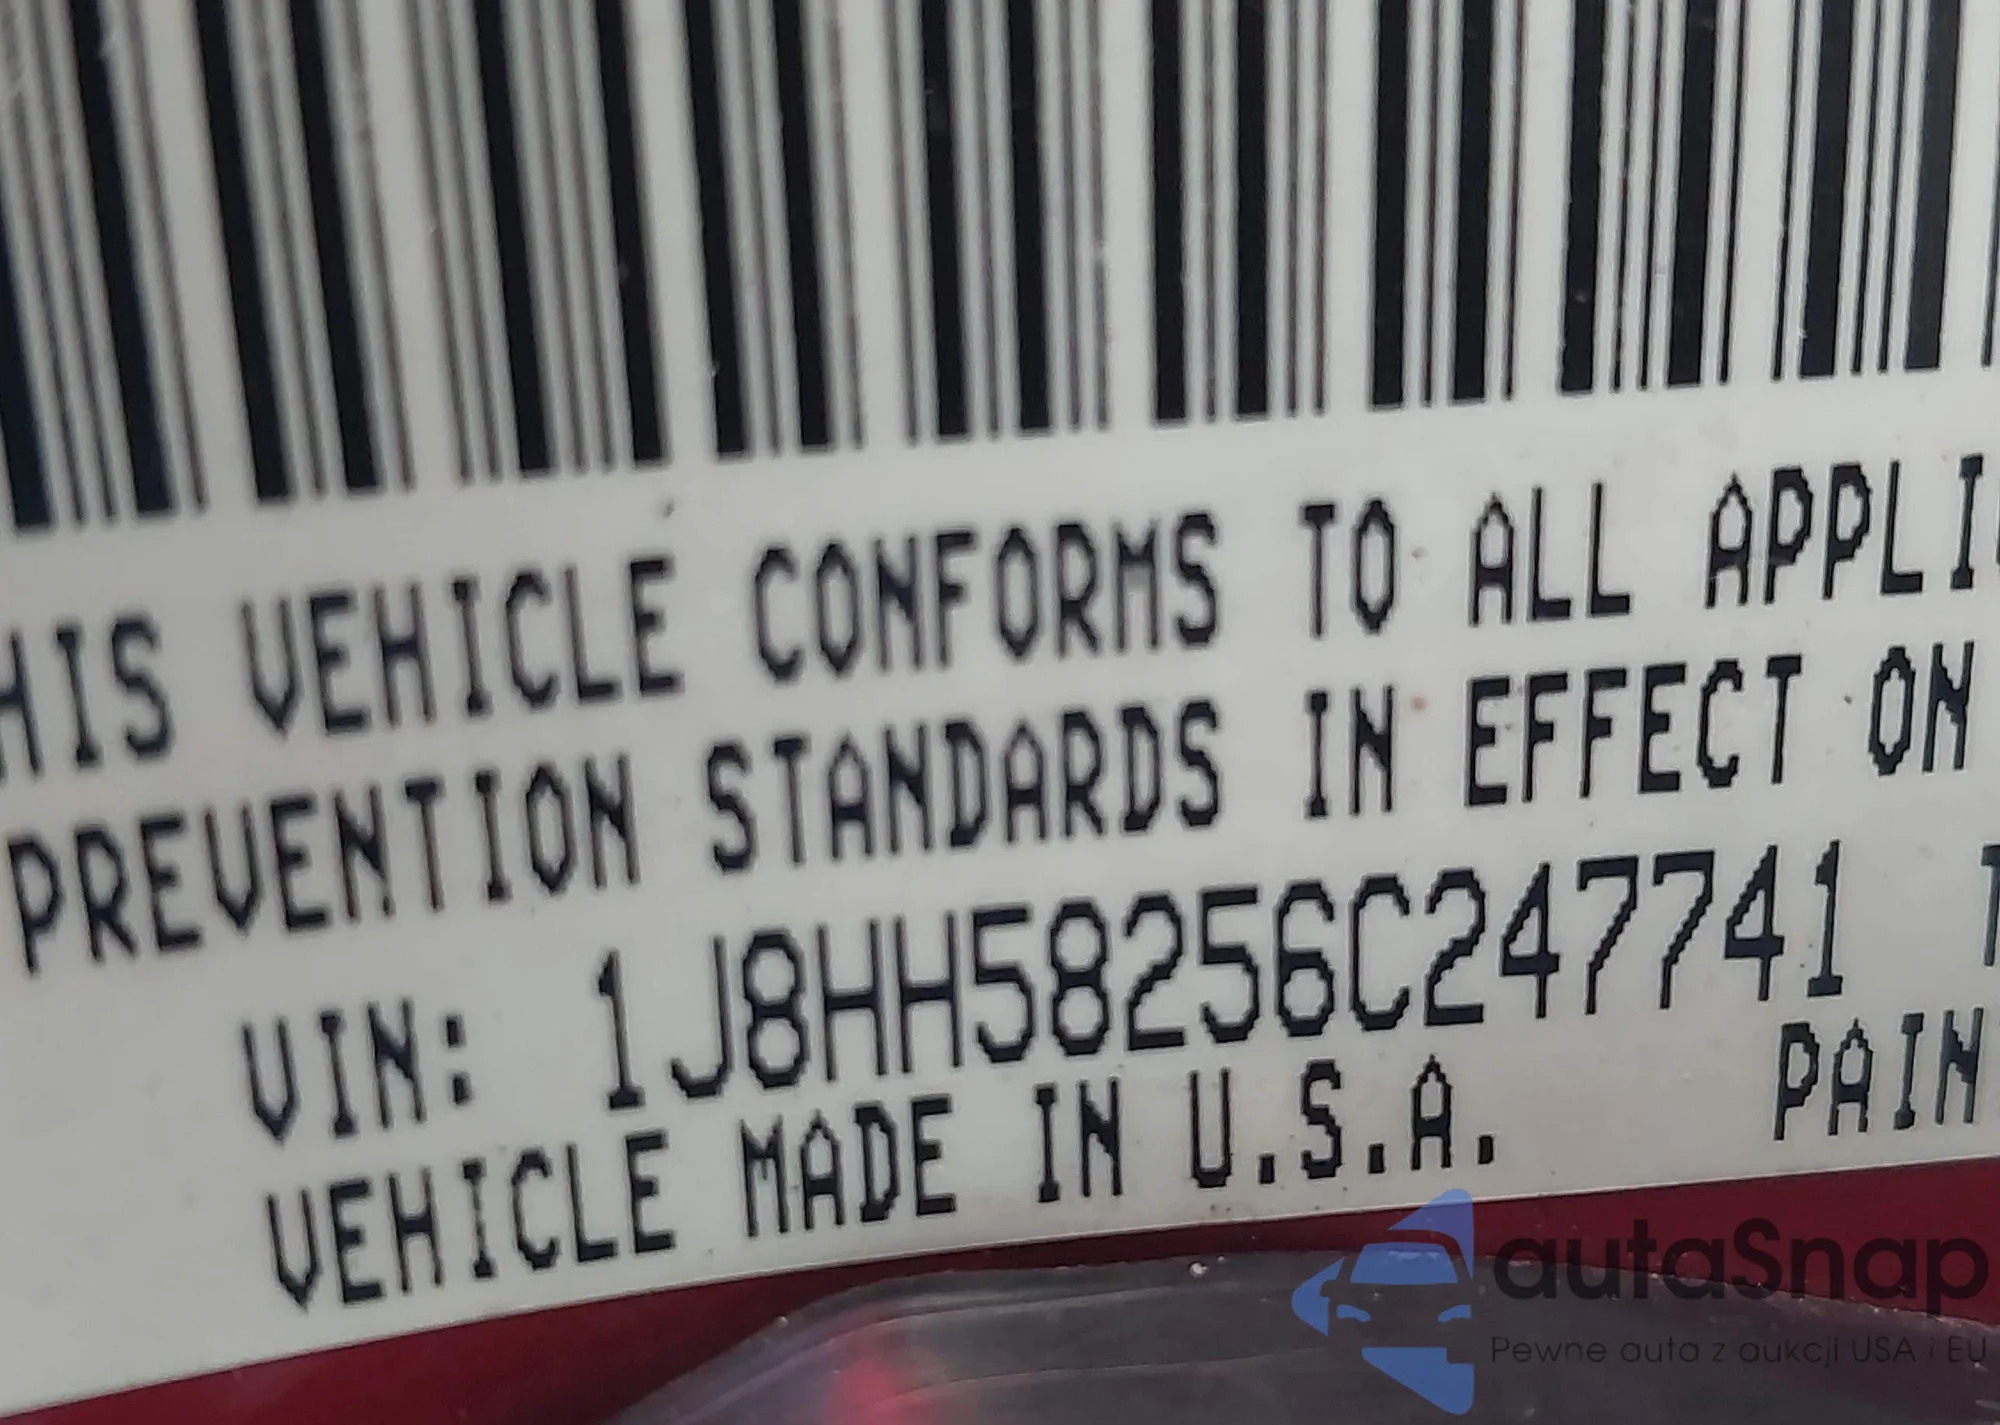 HIS VEHICLE CONFORMS TO ALL APPLIC
PREVENTION STANDARDS IN EFFECT ON
VIN: 1J8HH58256C247741 T
VEHICLE MADE IN U.S.A. PAIN
autaSnap
Pewne auta z aukcji USA i EU